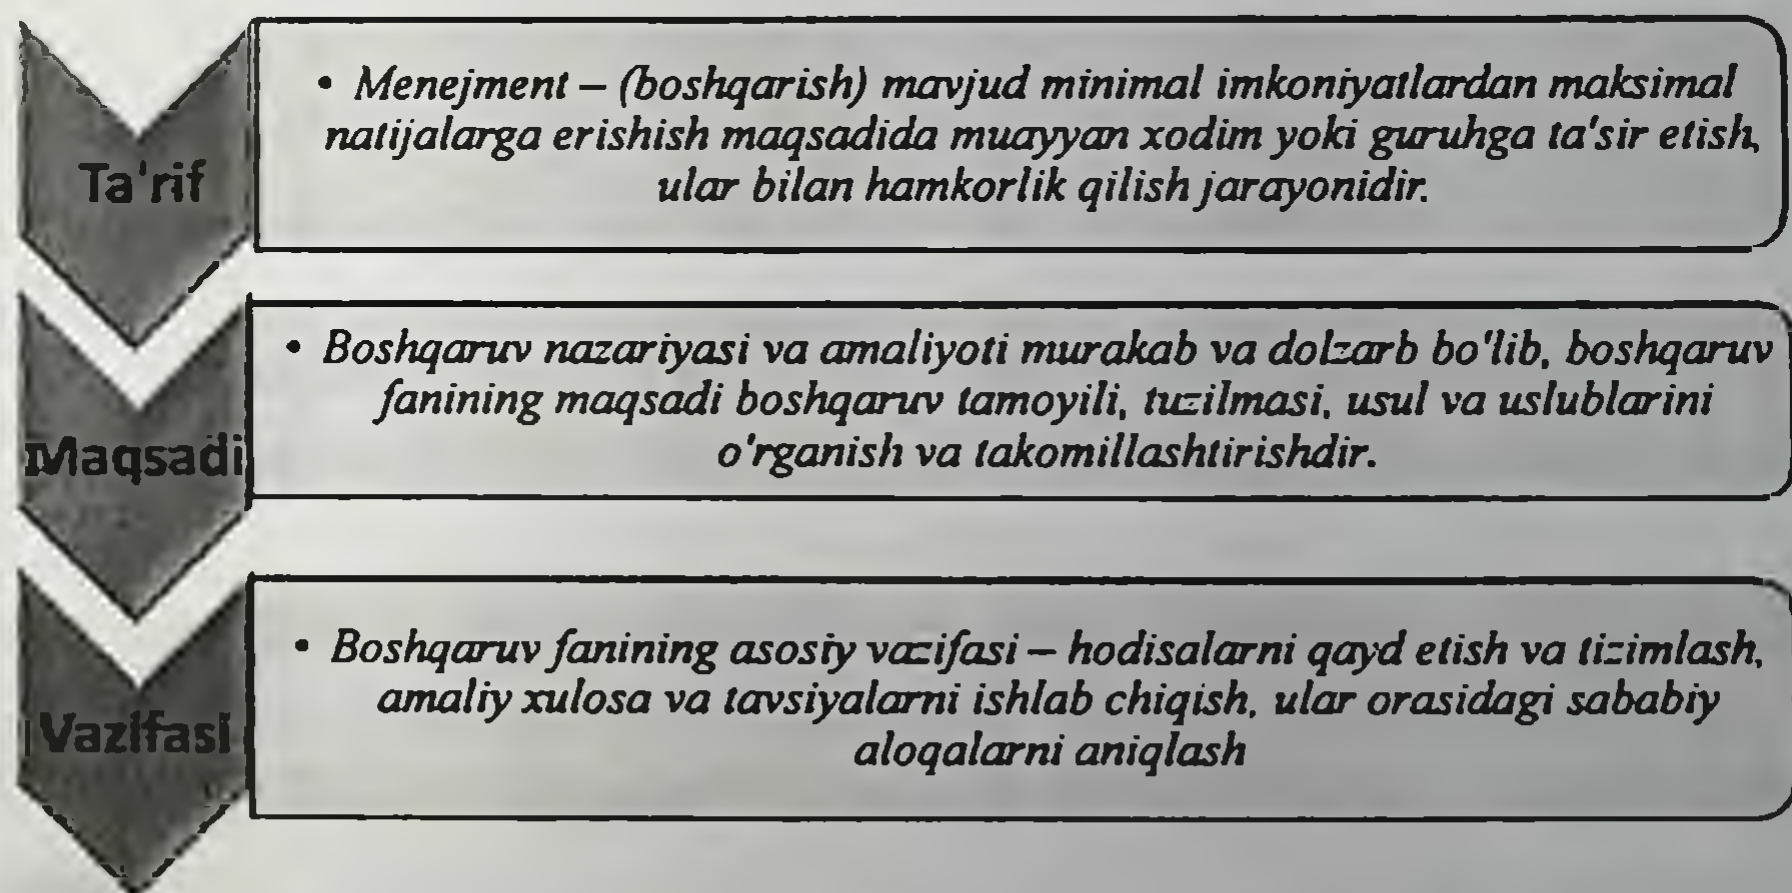 Ta'rif
• Menejment – (boshqarish) mavjud minimal imkoniyatlardan maksimal
natijalarga erishish maqsadida muayyan xodim yoki guruhga ta'sir etish,
ular bilan hamkorlik qilish jarayonidir.
Maqsadi
• Boshqaruv nazariyasi va amaliyoti murakab va dolzarb bo'lib, boshqaruv
fanining maqsadi boshqaruv tamoyili, tuzilmasi, usul va uslublarini
o'rganish va takomillashtirishdir.
Vazifasi
• Boshqaruv fanining asosiy vazifasi – hodisalarni qayd etish va tizimlash,
amaliy xulosa va tavsiyalarni ishlab chiqish, ular orasidagi sababiy
aloqalarni aniqlash